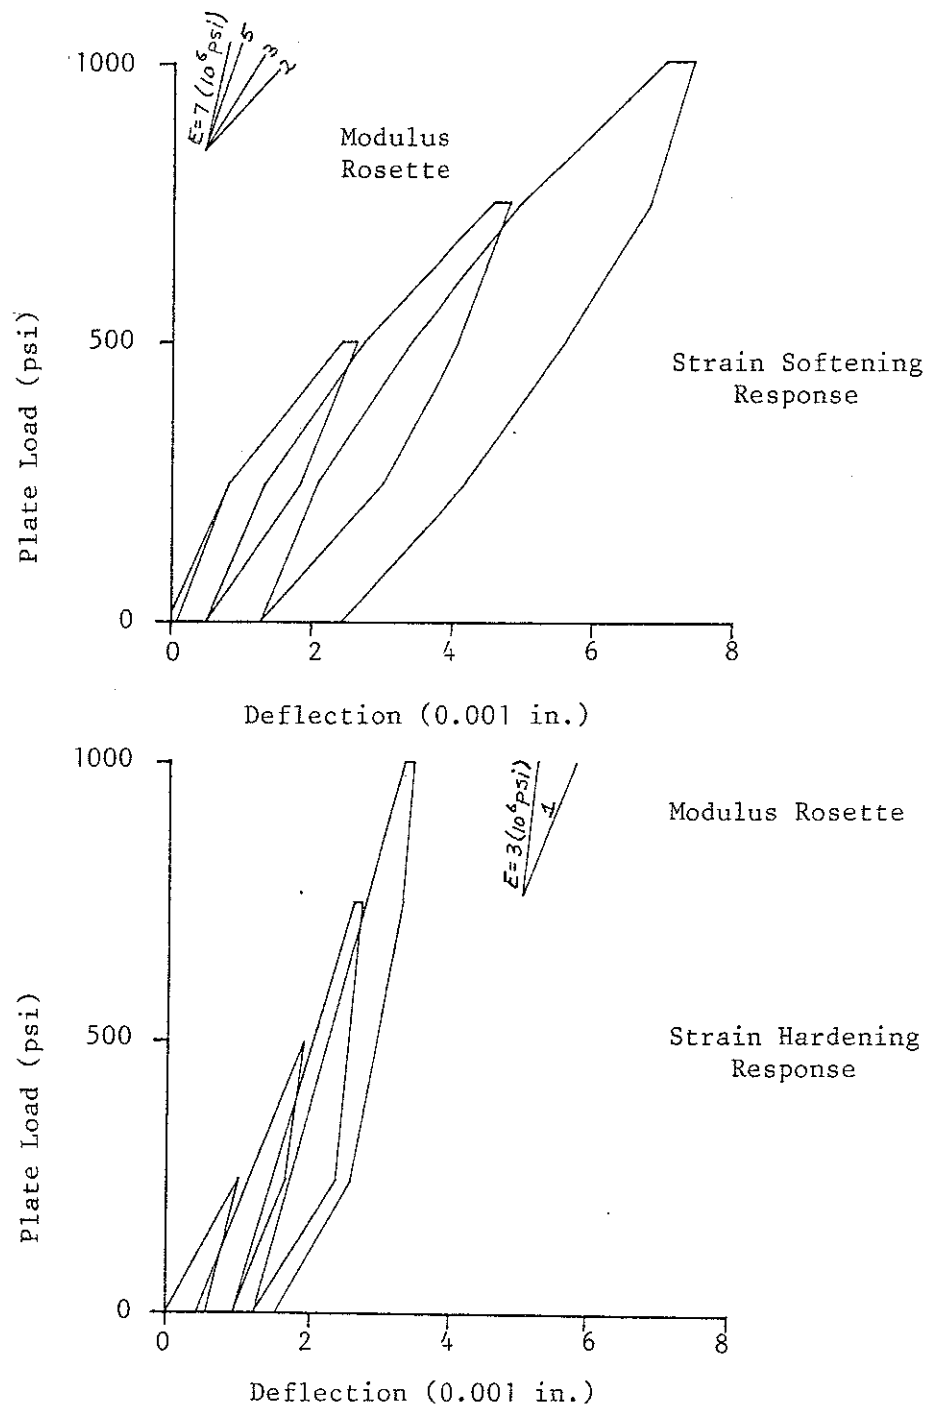 1000
E=7(10⁶psi)
5
3
2
Modulus
Rosette
Plate Load (psi)
500
Strain Softening
Response
0
0 2 4 6 8
Deflection (0.001 in.)
1000
E=3(10⁶psi)
1
Modulus Rosette
Plate Load (psi)
500
Strain Hardening
Response
0
0 2 4 6 8
Deflection (0.001 in.)